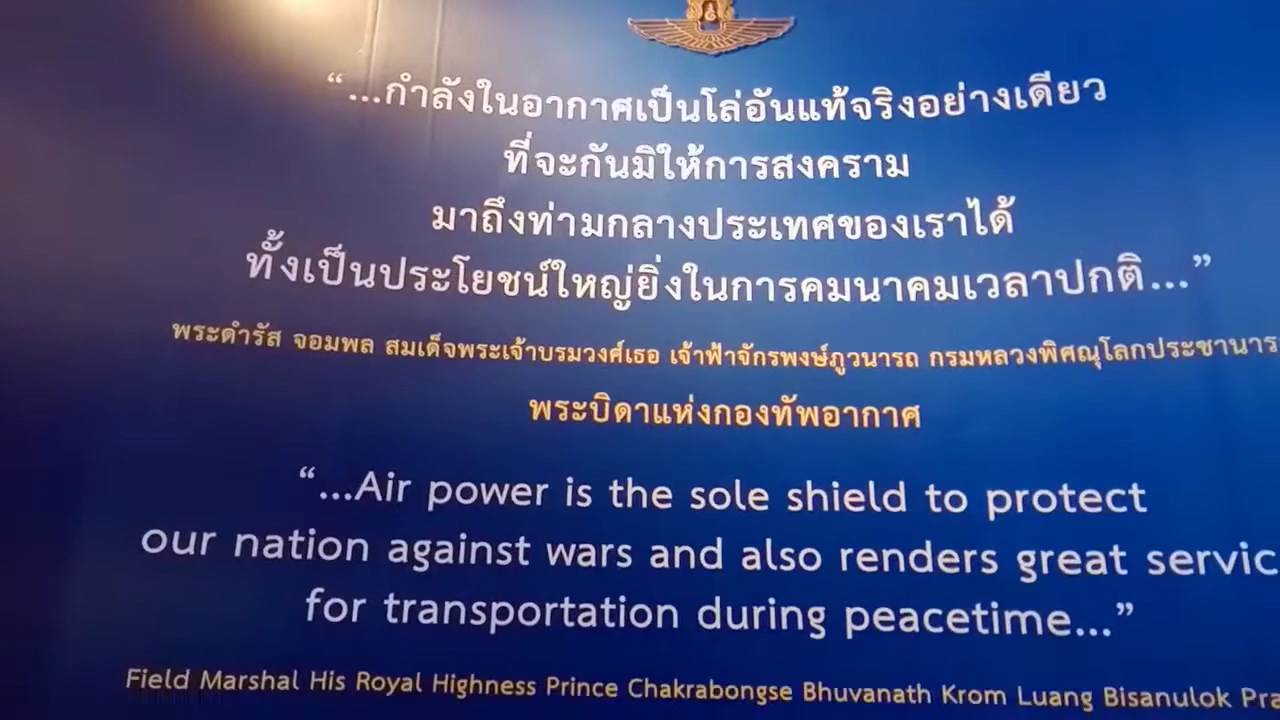 “...กำลังในอากาศเป็นโล่อันแท้จริงอย่างเดียว
ที่จะกันมิให้การสงคราม
มาถึงท่ามกลางประเทศของเราได้
ทั้งเป็นประโยชน์ใหญ่ยิ่งในการคมนาคมเวลาปกติ...”
พระดำรัส จอมพล สมเด็จพระเจ้าบรมวงศ์เธอ เจ้าฟ้าจักรพงษ์ภูวนารถ กรมหลวงพิศณุโลกประชานาร
พระบิดาแห่งกองทัพอากาศ
“...Air power is the sole shield to protect
our nation against wars and also renders great servic
for transportation during peacetime...”
Field Marshal His Royal Highness Prince Chakrabongse Bhuvanath Krom Luang Bisanulok Pra